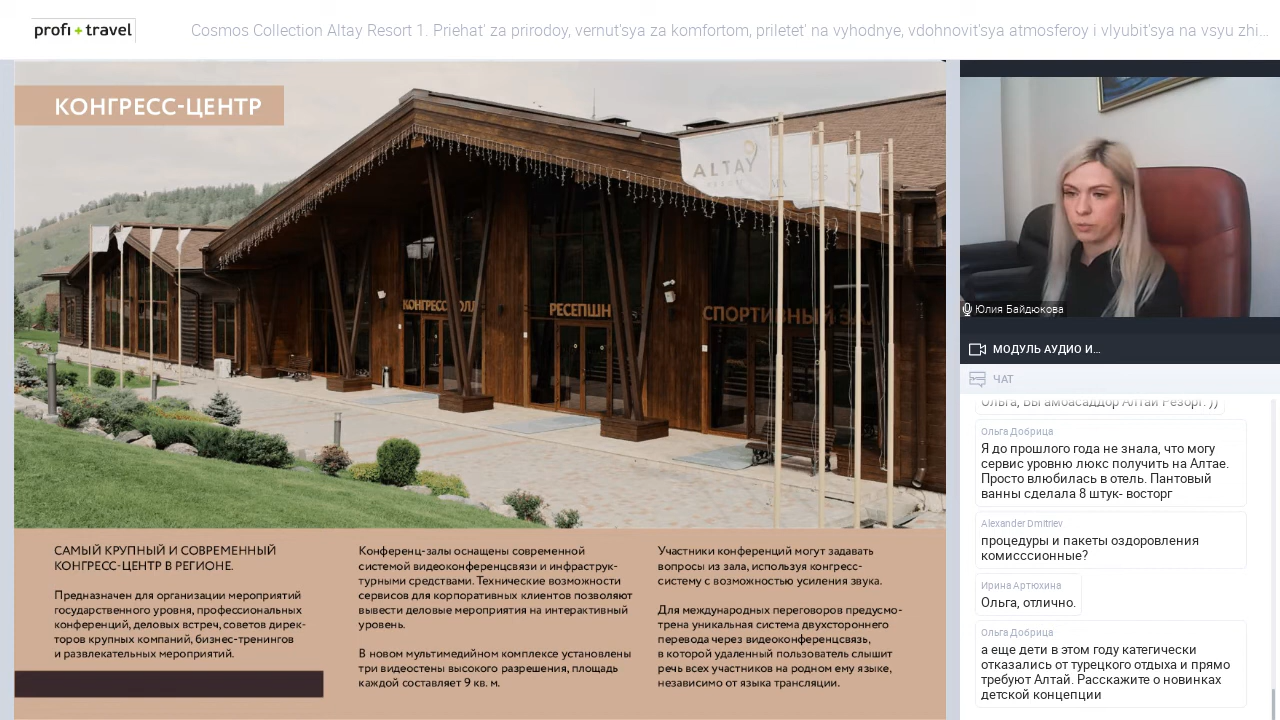 profi + travel
Cosmos Collection Altay Resort 1. Priehat' za prirodoy, vernut'sya za komfortom, priletet' na vyhodnye, vdohnovit'sya atmosferoy i vlyubit'sya na vsyu zhi...
КОНГРЕСС-ЦЕНТР
ALTAY
КОНГРЕСС
РЕСЕПШН
СПОРТИВНЫЙ
САМЫЙ КРУПНЫЙ И СОВРЕМЕННЫЙ
КОНГРЕСС-ЦЕНТР В РЕГИОНЕ.
Предназначен для организации мероприятий
государственного уровня, профессиональных
конференций, деловых встреч, советов дирек-
торов крупных компаний, бизнес-тренингов
и развлекательных мероприятий.
Конференц-залы оснащены современной
системой видеоконференцсвязи и инфраструк-
турными средствами. Технические возможности
сервисов для корпоративных клиентов позволяют
вывести деловые мероприятия на интерактивный
уровень.
В новом мультимедийном комплексе установлены
три видеостены высокого разрешения, площадь
каждой составляет 9 кв. м.
Участники конференций могут задавать
вопросы из зала, используя конгресс-
систему с возможностью усиления звука.
Для международных переговоров предусмо-
трена уникальная система двухстороннего
перевода через видеоконференцсвязь,
в которой удаленный пользователь слышит
речь всех участников на родном ему языке,
независимо от языка трансляции.
Юлия Байдюкова
МОДУЛЬ АУДИО И...
ЧАТ
Ольга, Вы амбасаддор Алтай Резорт. ))
Ольга Добрица
Я до прошлого года не знала, что могу
сервис уровню люкс получить на Алтае.
Просто влюбилась в отель. Пантовый
ванны сделала 8 штук- восторг
Alexander Dmitriev
процедуры и пакеты оздоровления
комисссионные?
Ирина Артюхина
Ольга, отлично.
Ольга Добрица
а еще дети в этом году категически
отказались от турецкого отдыха и прямо
требуют Алтай. Расскажите о новинках
детской концепции